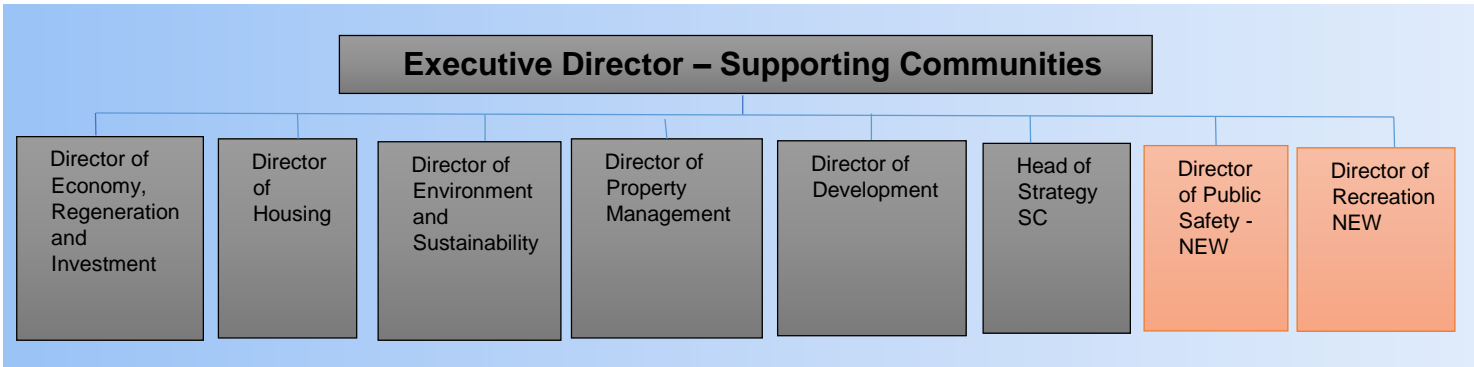 Executive Director – Supporting Communities
Director of
Economy,
Regeneration
and
Investment
Director
of
Housing
Director of
Environment
and
Sustainability
Director of
Property
Management
Director of
Development
Head of
Strategy
SC
Director
of Public
Safety -
NEW
Director of
Recreation
NEW